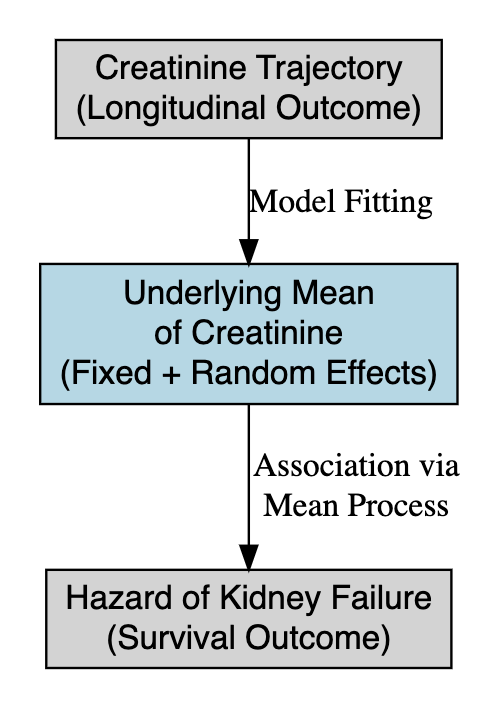 Creatinine Trajectory
(Longitudinal Outcome)
Model Fitting
Underlying Mean
of Creatinine
(Fixed + Random Effects)
Association via
Mean Process
Hazard of Kidney Failure
(Survival Outcome)